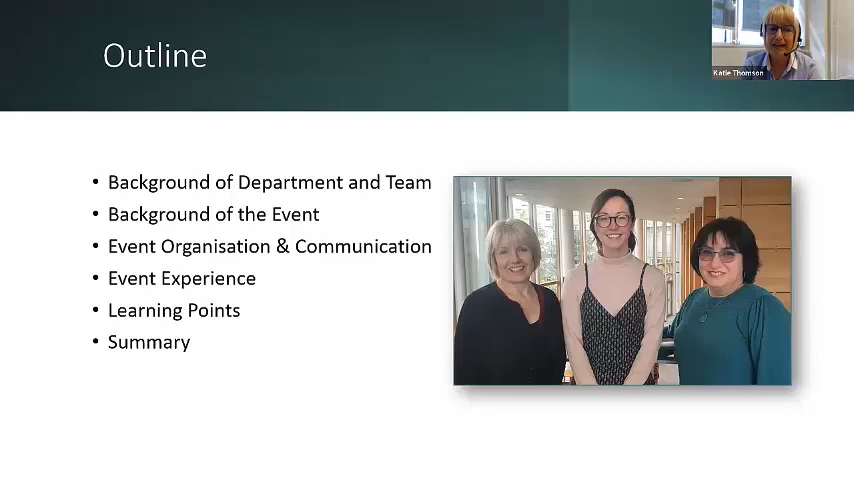 Outline
Katie Thomson
• Background of Department and Team
• Background of the Event
• Event Organisation & Communication
• Event Experience
• Learning Points
• Summary